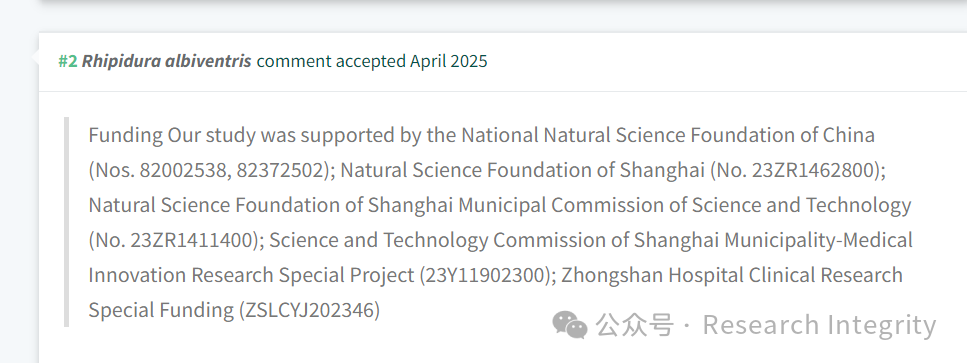 #2 Rhipidura albiventris comment accepted April 2025
Funding Our study was supported by the National Natural Science Foundation of China
(Nos. 82002538, 82372502); Natural Science Foundation of Shanghai (No. 23ZR1462800);
Natural Science Foundation of Shanghai Municipal Commission of Science and Technology
(No. 23ZR1411400); Science and Technology Commission of Shanghai Municipality-Medical
Innovation Research Special Project (23Y11902300); Zhongshan Hospital Clinical Research
Special Funding (ZSLCYJ202346)
公众号 · Research Integrity